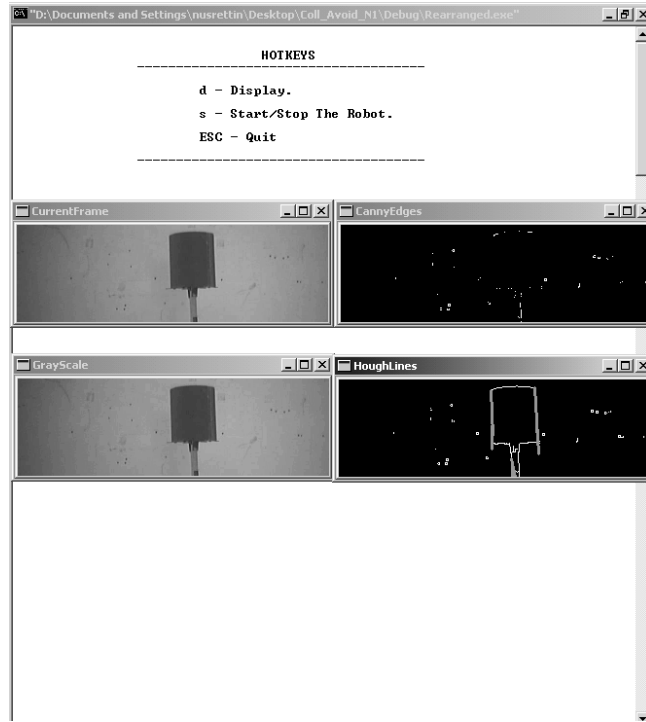 "D:\Documents and Settings\nusrettin\Desktop\Coll_Avoid_N1\Debug\Rearranged.exe"
HOTKEYS
d - Display.
s - Start/Stop The Robot.
ESC - Quit
CurrentFrame
CannyEdges
GrayScale
HoughLines